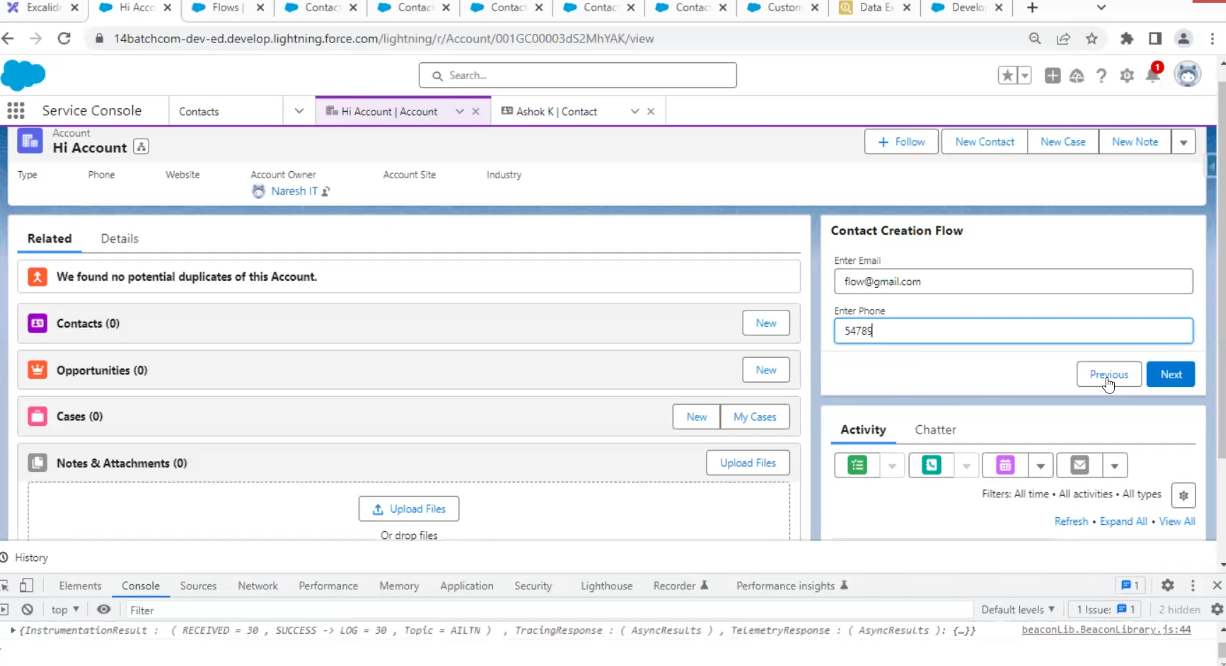 Excalid
Hi Acco
Flows |
Contac
Contac
Contac
Contac
Contac
Custom
Data E
Develo
14batchcom-dev-ed.develop.lightning.force.com/lightning/r/Account/001GC00003dS2MhYAK/view
Search...
1
Service Console
Contacts
Hi Account | Account
Ashok K | Contact
Account
Hi Account
Follow
New Contact
New Case
New Note
Type
Phone
Website
Account Owner
Account Site
Industry
Naresh IT
Related
Details
We found no potential duplicates of this Account.
Contacts (0)
New
Opportunities (0)
New
Cases (0)
New
My Cases
Notes & Attachments (0)
Upload Files
Upload Files
Or drop files
Contact Creation Flow
Enter Email
flow@gmail.com
Enter Phone
54789
Previous
Next
Activity
Chatter
Filters: All time • All activities • All types
Refresh • Expand All • View All
History
Elements
Console
Sources
Network
Performance
Memory
Application
Security
Lighthouse
Recorder
Performance insights
1
top
Filter
Default levels
1 Issue: 1
2 hidden
{InstrumentationResult : ( RECEIVED = 30 , SUCCESS -> LOG = 30 , Topic = AILTN ) , TracingResponse : ( AsyncResults ) , TelemetryResponse : ( AsyncResults ): {…}}
beaconLib.BeaconLibrary.js:44